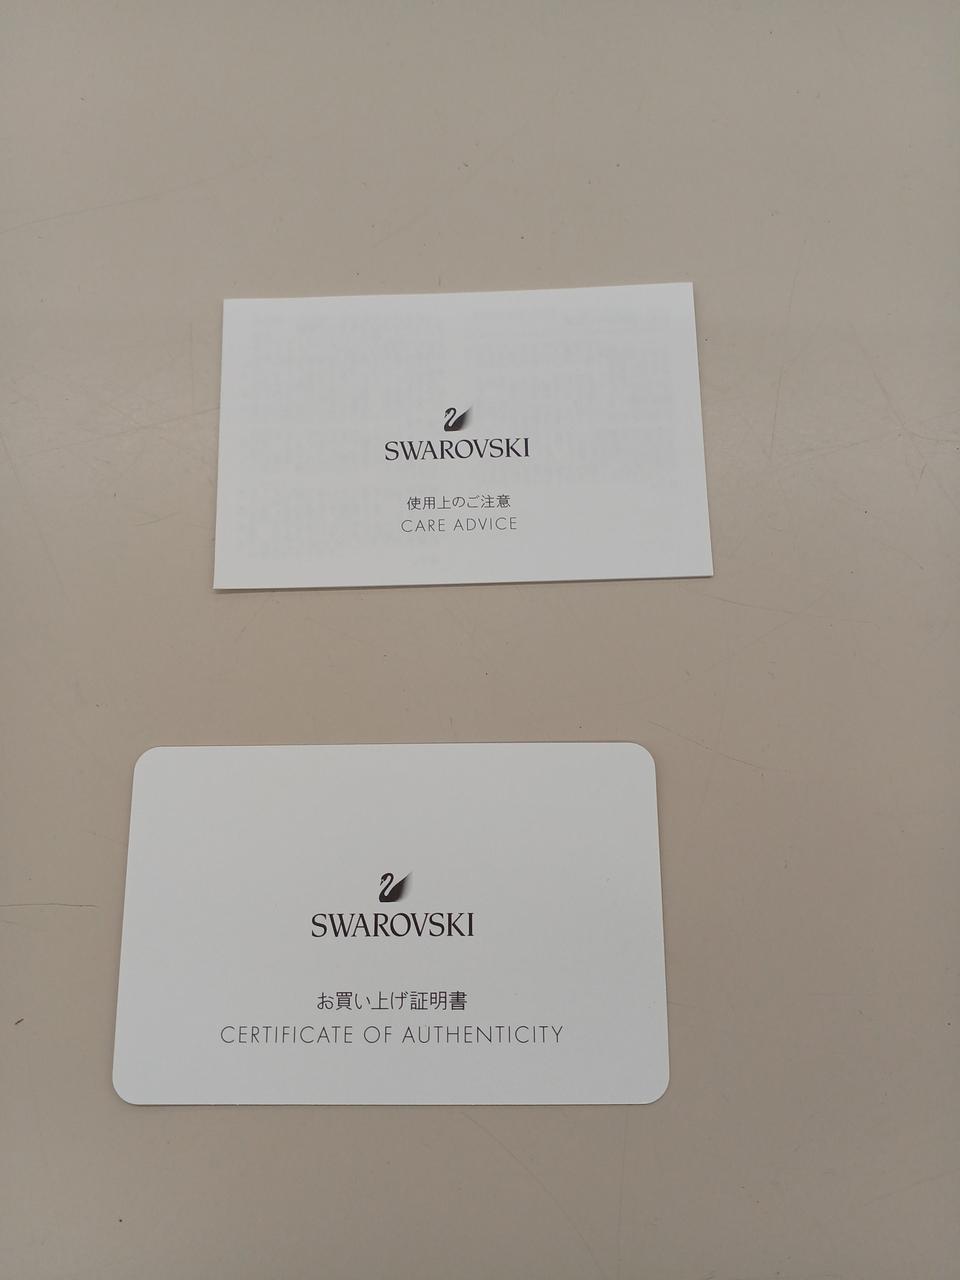 SWAROVSKI
使用上のご注意
CARE ADVICE
SWAROVSKI
お買い上げ証明書
CERTIFICATE OF AUTHENTICITY